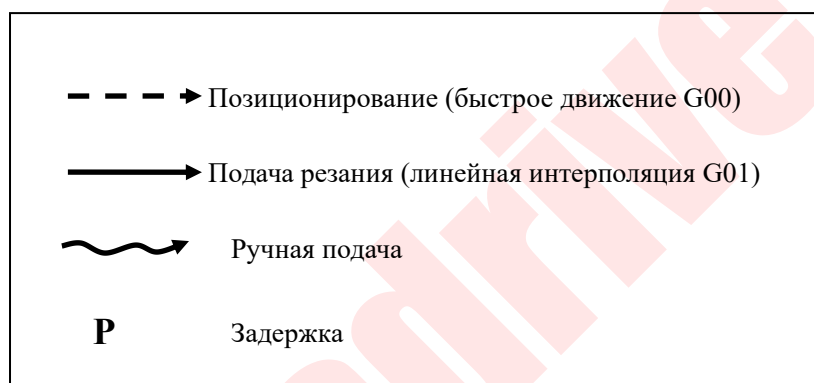 Позиционирование (быстрое движение G00)
Подача резания (линейная интерполяция G01)
Ручная подача
P Задержка